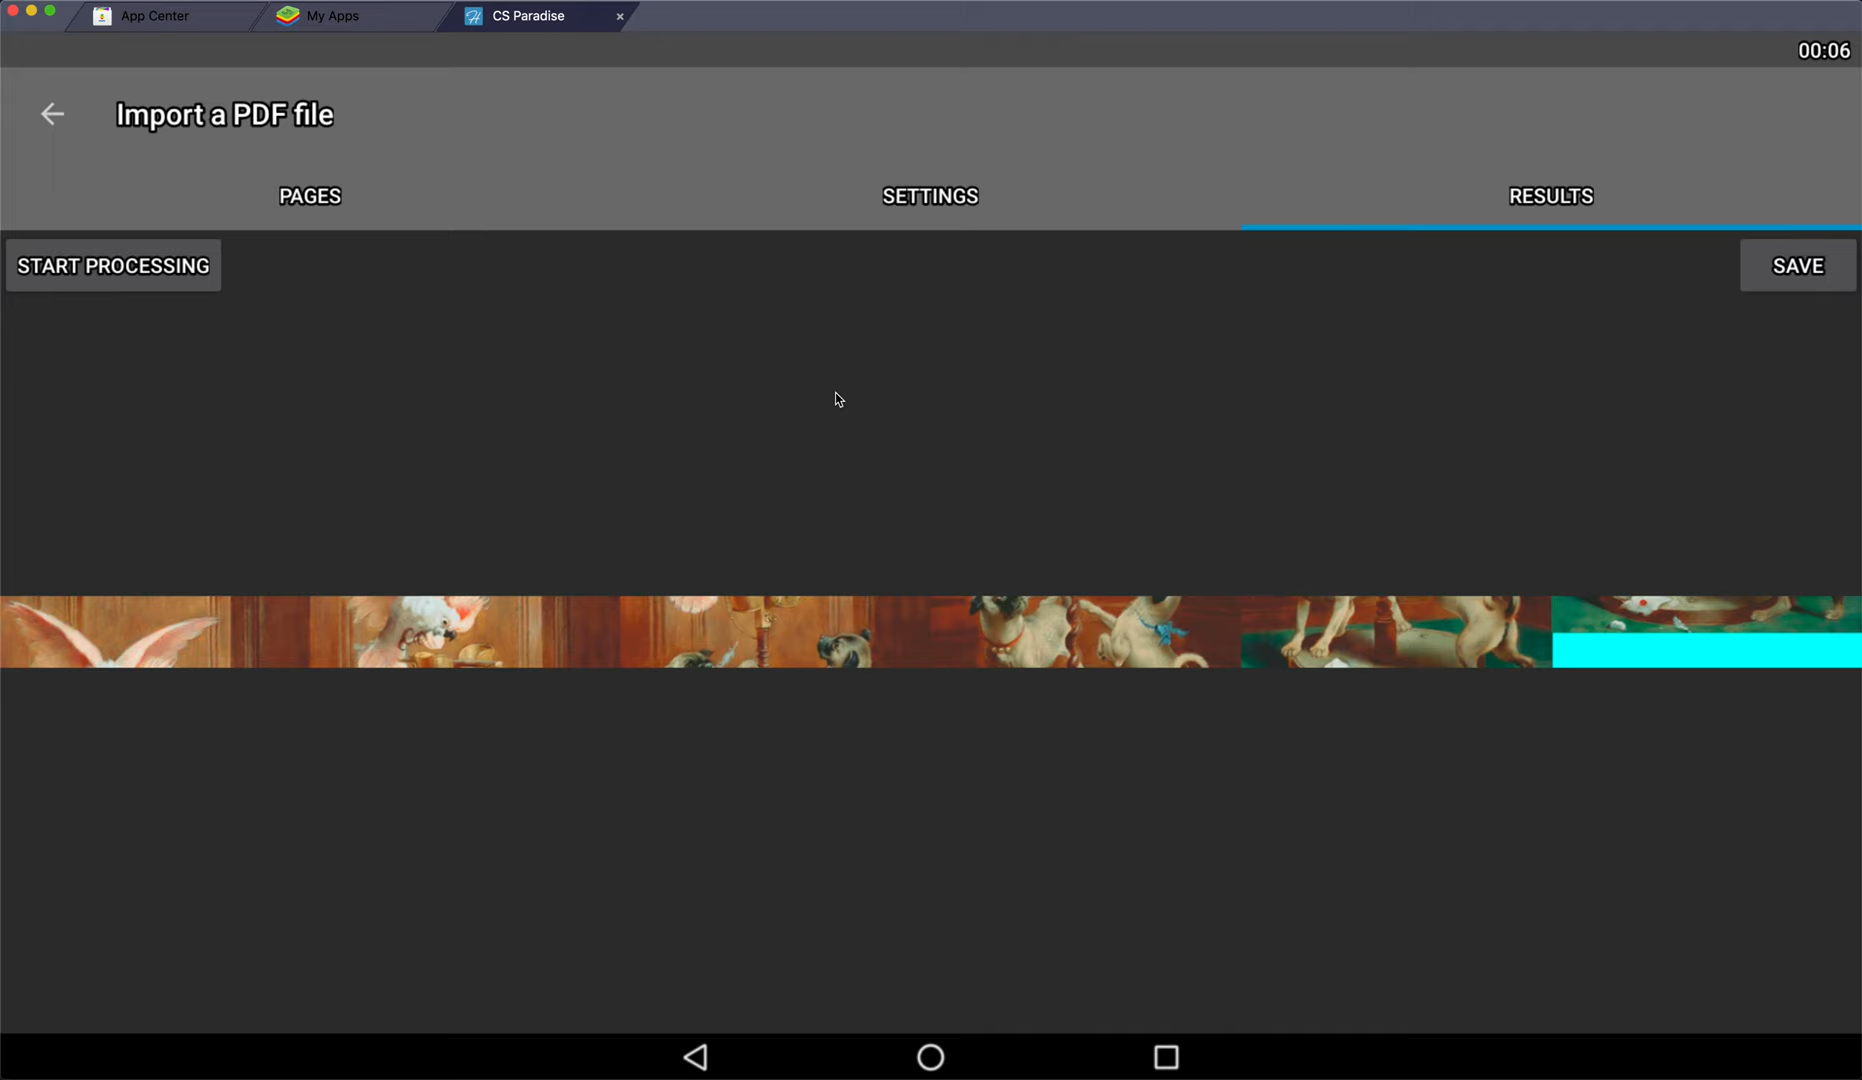 App Center
My Apps
CS Paradise
00:06
Import a PDF file
PAGES
SETTINGS
RESULTS
START PROCESSING
SAVE